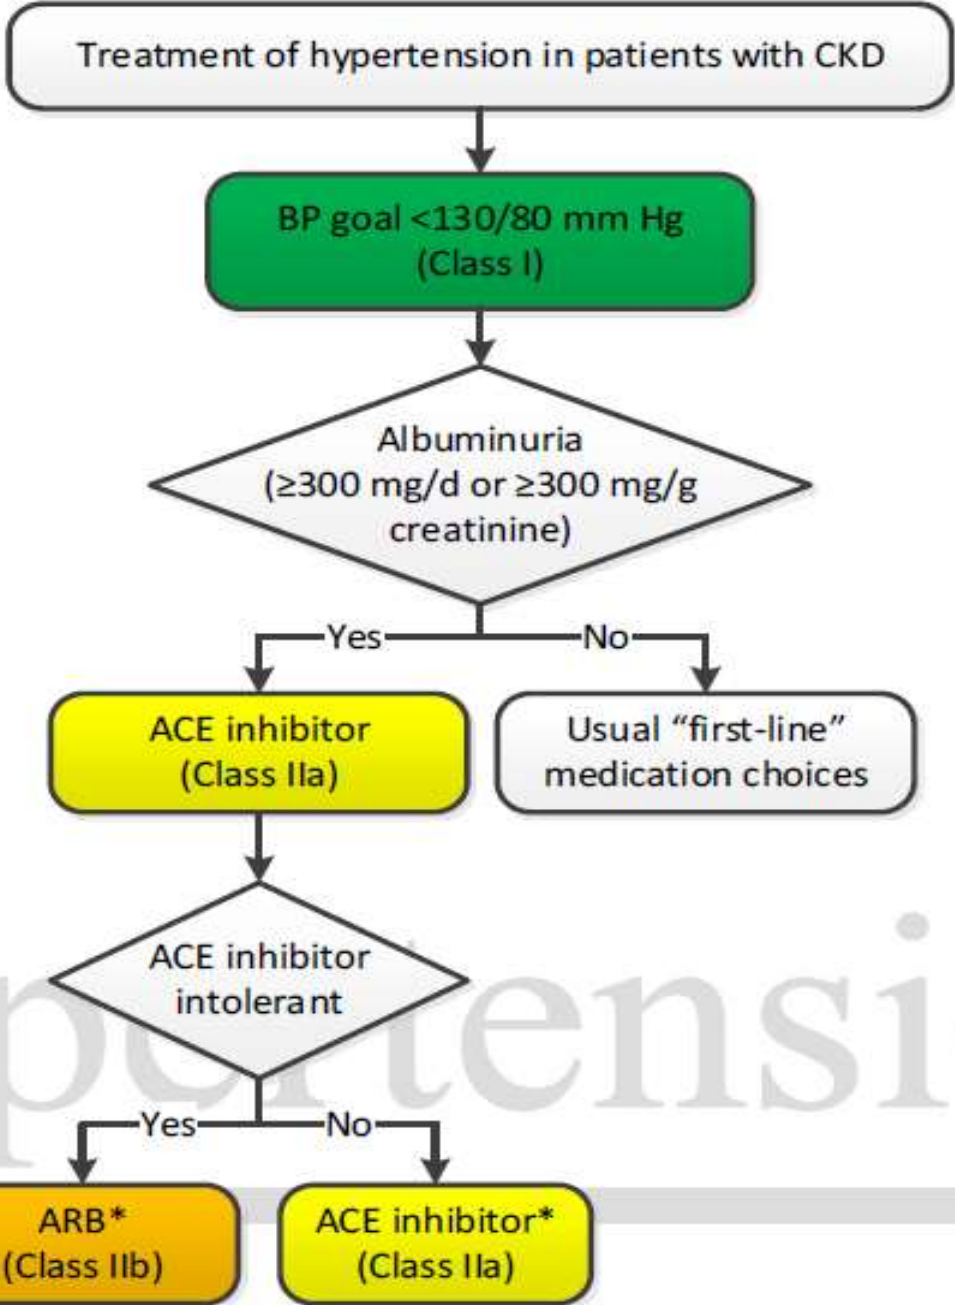 Treatment of hypertension in patients with CKD
BP goal <130/80 mm Hg
(Class I)
Albuminuria
(≥300 mg/d or ≥300 mg/g
creatinine)
Yes
No
ACE inhibitor
(Class IIa)
Usual “first-line”
medication choices
ACE inhibitor
intolerant
Yes
No
ARB*
(Class IIb)
ACE inhibitor*
(Class IIa)